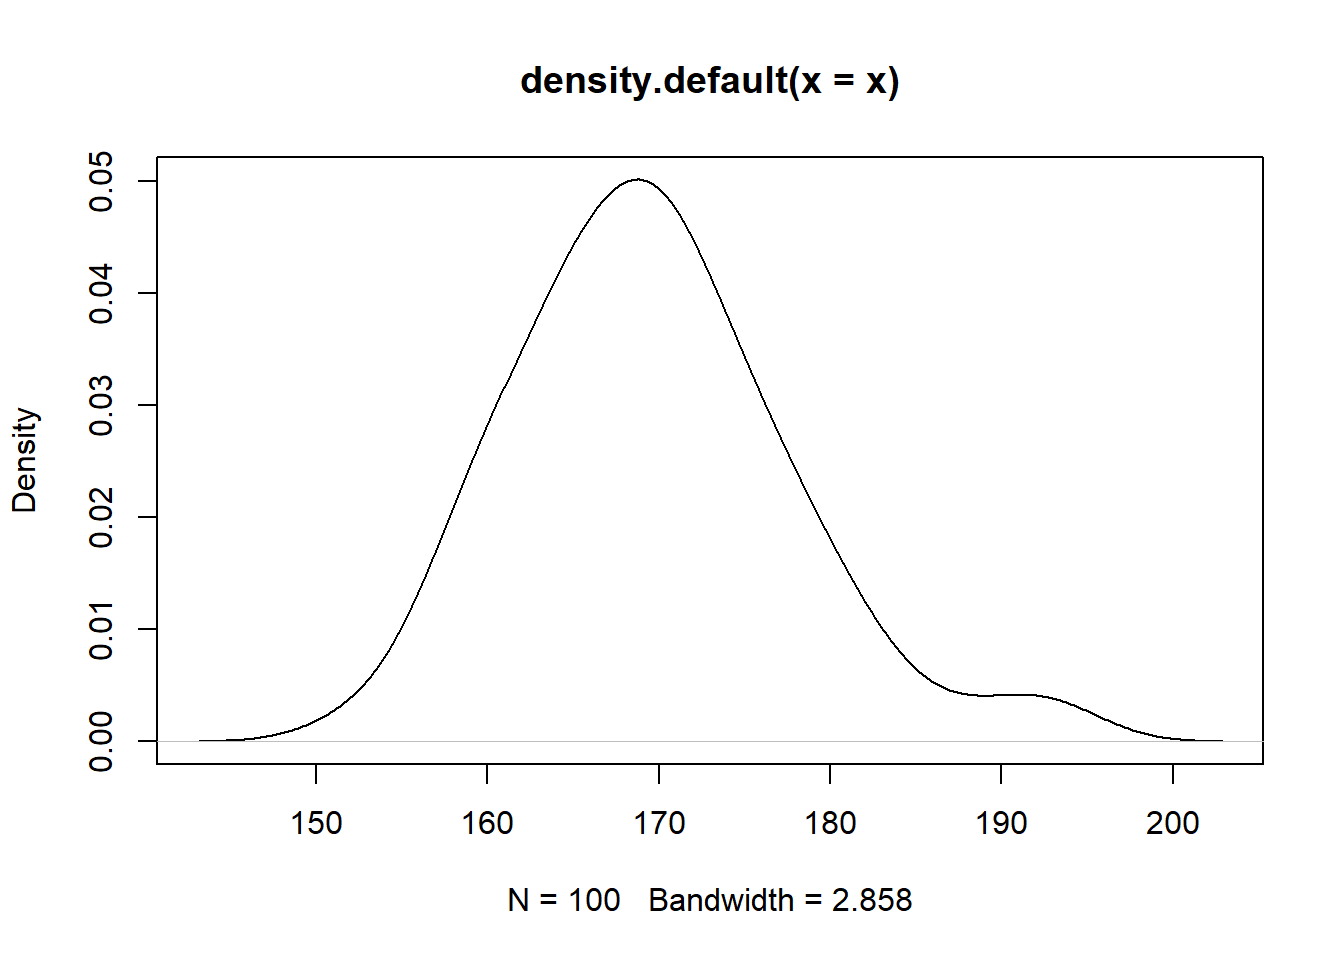 density.default(x = x)
Density
0.05
0.04
0.03
0.02
0.01
0.00
150 160 170 180 190 200
N = 100 Bandwidth = 2.858